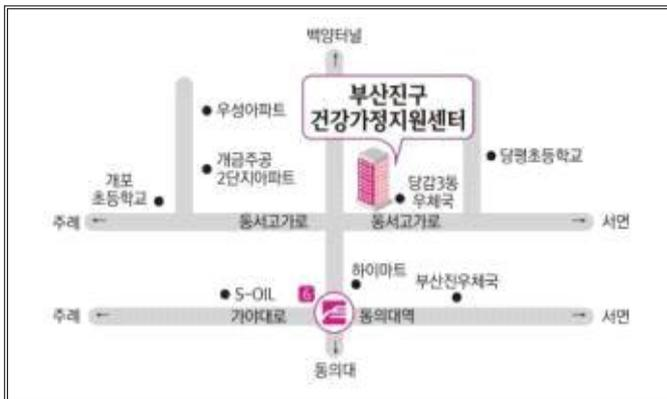 백양터널
↑
부산진구
건강가정지원센터
우성아파트
개금주공
2단지아파트
당평초등학교
개포
초등학교
당감3동
우체국
주례 ←
동서고가로
동서고가로
→ 서면
하이마트
부산진우체국
S-OIL
6
주례 ←
가야대로
동의대역
→ 서면
↓
동의대